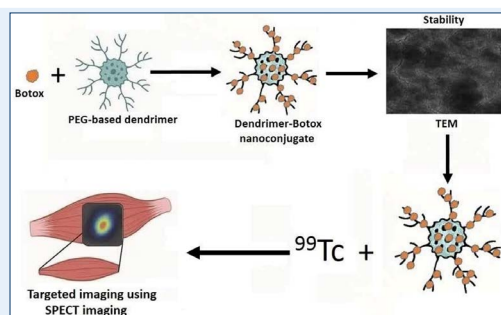 Stability
Botox
+
PEG-based dendrimer
Dendrimer-Botox
nanoconjugate
TEM
⁹⁹Tc +
Targeted imaging using
SPECT imaging